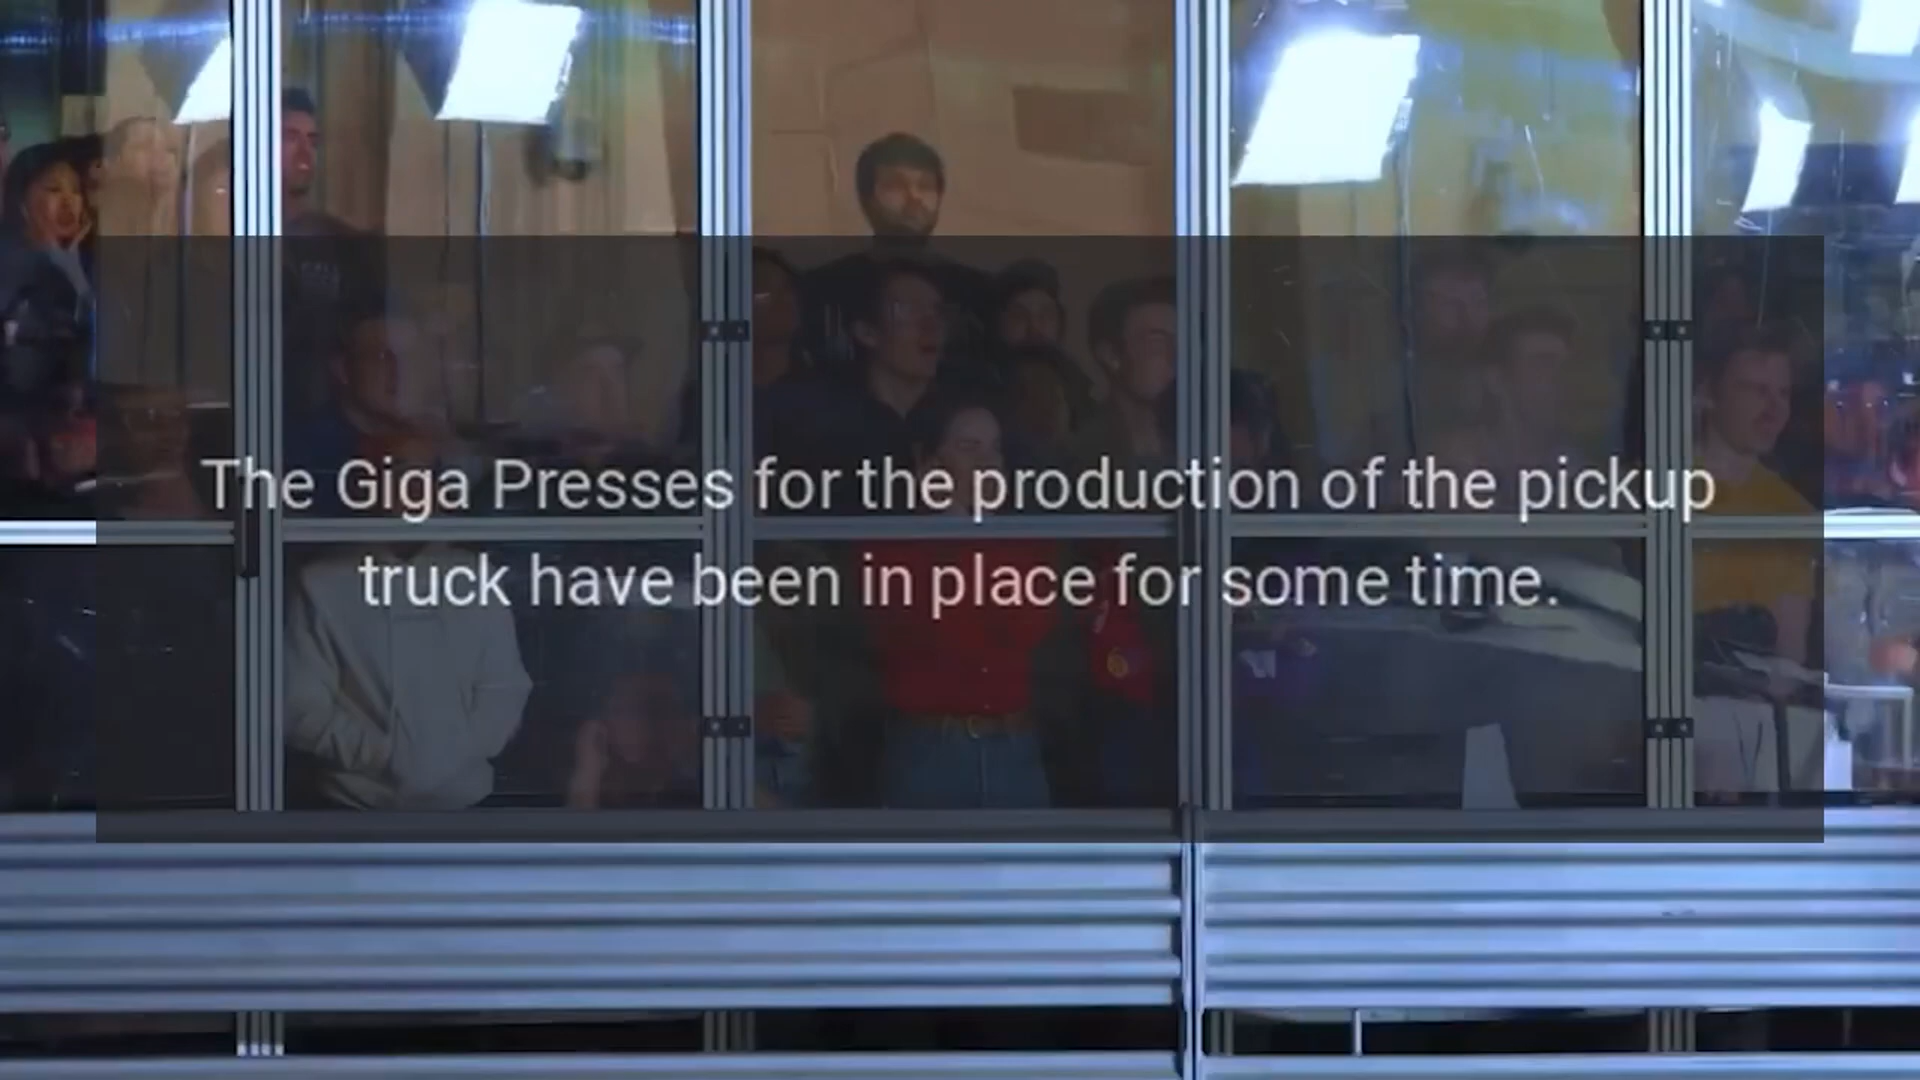 The Giga Presses for the production of the pickup
truck have been in place for some time.